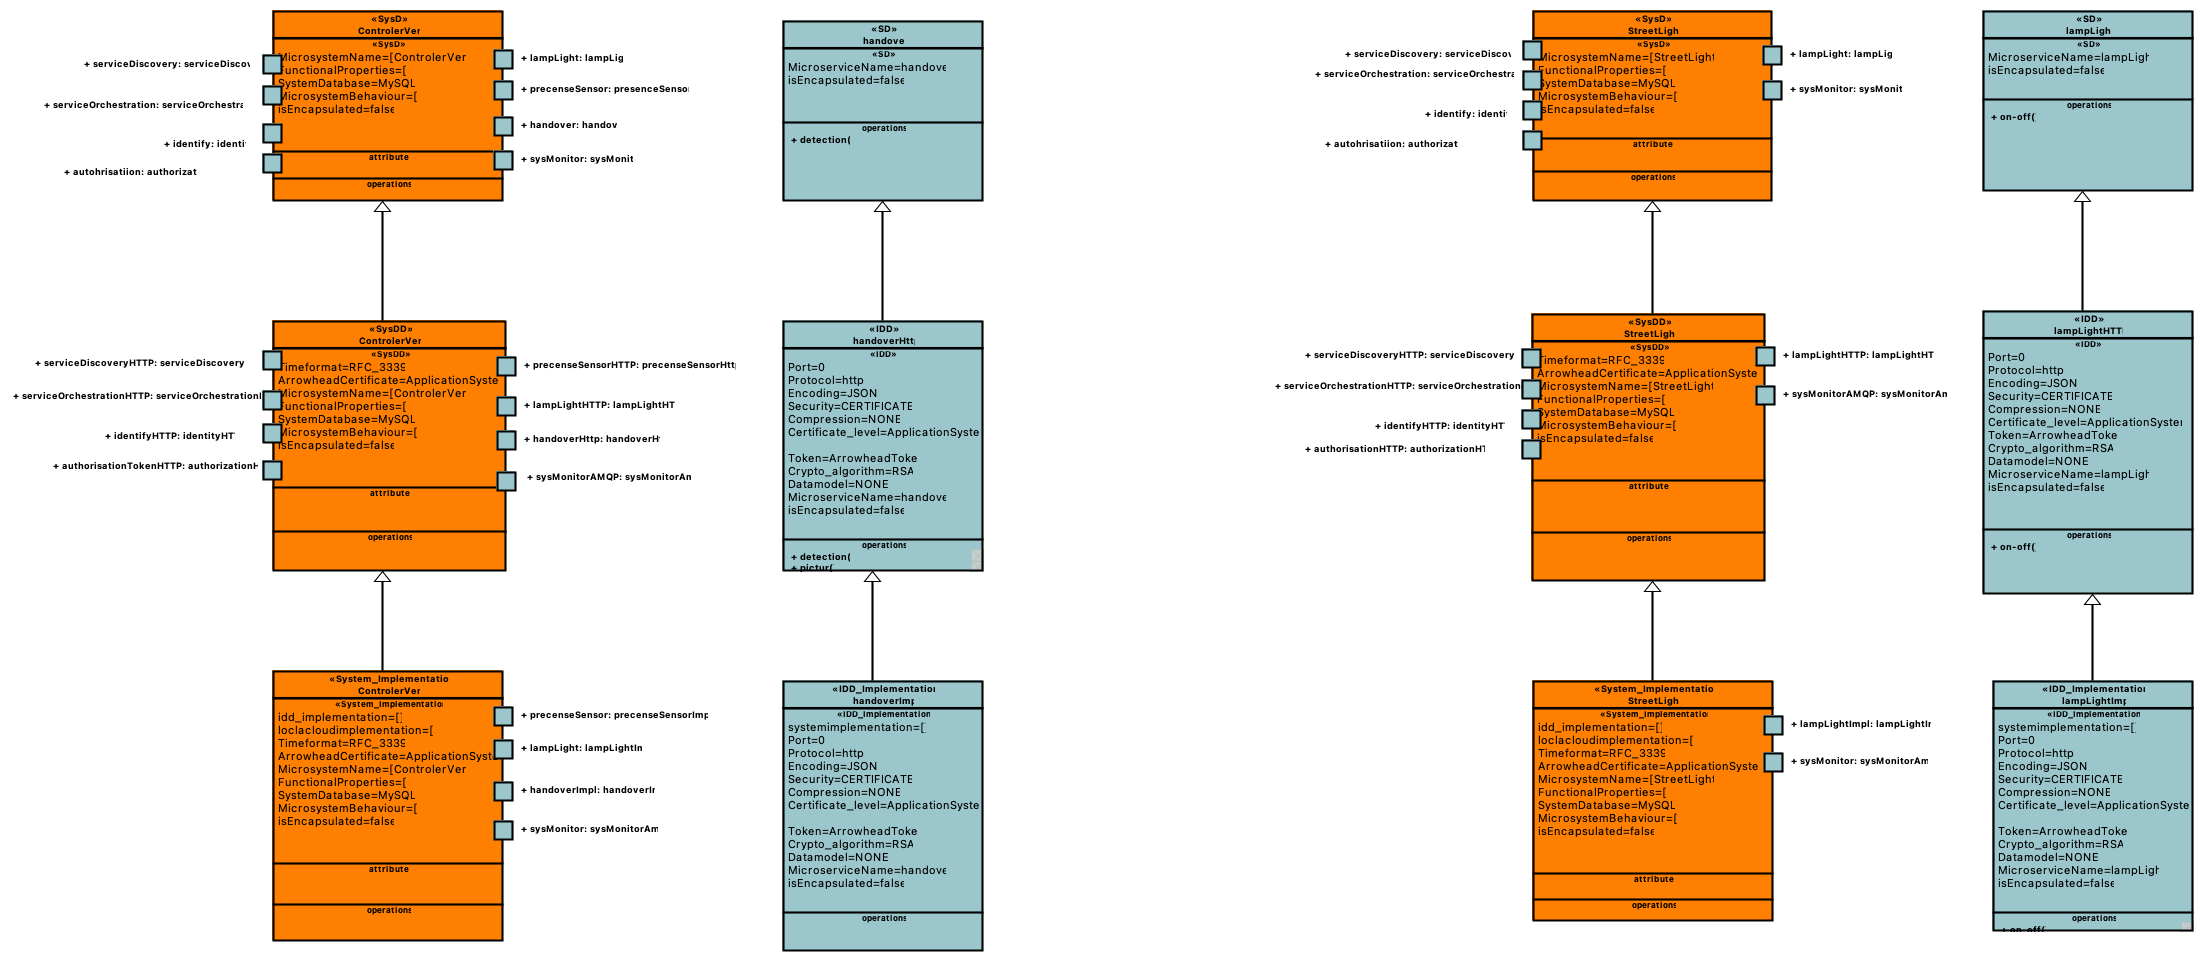 «SysD»
ControlerVer
«SysD»
MicrosystemName=[ControlerVer
FunctionalProperties=[
SystemDatabase=MySQL
MicrosystemBehaviour=[
isEncapsulated=false
attribute
operations
+ serviceDiscovery: serviceDiscov
+ serviceOrchestration: serviceOrchestra
+ identify: identi
+ autohrisatiion: authorizat
+ lampLight: lampLig
+ precenseSensor: presenceSenso
+ handover: handov
+ sysMonitor: sysMonit
«SD»
handove
«SD»
MicroserviceName=handove
isEncapsulated=false
operations
+ detection(
«SysD»
StreetLigh
«SysD»
MicrosystemName=[StreetLight
FunctionalProperties=[
SystemDatabase=MySQL
MicrosystemBehaviour=[
isEncapsulated=false
attribute
operations
+ serviceDiscovery: serviceDiscov
+ serviceOrchestration: serviceOrchestra
+ identify: identi
+ autohrisatiion: authorizat
+ lampLight: lampLig
+ sysMonitor: sysMonit
«SD»
lampLigh
«SD»
MicroserviceName=lampLigh
isEncapsulated=false
operations
+ on-off(
«SysDD»
ControlerVer
«SysDD»
Timeformat=RFC_3339
ArrowheadCertificate=ApplicationSyste
MicrosystemName=[ControlerVer
FunctionalProperties=[
SystemDatabase=MySQL
MicrosystemBehaviour=[
isEncapsulated=false
attribute
operations
+ serviceDiscoveryHTTP: serviceDiscovery
+ serviceOrchestrationHTTP: serviceOrchestration
+ identifyHTTP: identityHT
+ authorisationTokenHTTP: authorizationH
+ precenseSensorHTTP: precenseSensorHtt
+ lampLightHTTP: lampLightHT
+ handoverHttp: handoverH
+ sysMonitorAMQP: sysMonitorAn
«IDD»
handoverHtt
«IDD»
Port=0
Protocol=http
Encoding=JSON
Security=CERTIFICATE
Compression=NONE
Certificate_level=ApplicationSyste
Token=ArrowheadToke
Crypto_algorithm=RSA
Datamodel=NONE
MicroserviceName=handove
isEncapsulated=false
operations
+ detection(
+ pictur(
«SysDD»
StreetLigh
«SysDD»
Timeformat=RFC_3339
ArrowheadCertificate=ApplicationSyste
MicrosystemName=[StreetLight
FunctionalProperties=[
SystemDatabase=MySQL
MicrosystemBehaviour=[
isEncapsulated=false
attribute
operations
+ serviceDiscoveryHTTP: serviceDiscovery
+ serviceOrchestrationHTTP: serviceOrchestration
+ identifyHTTP: identityHT
+ authorisationHTTP: authorizationHT
+ lampLightHTTP: lampLightHT
+ sysMonitorAMQP: sysMonitorAn
«IDD»
lampLightHTT
«IDD»
Port=0
Protocol=http
Encoding=JSON
Security=CERTIFICATE
Compression=NONE
Certificate_level=ApplicationSystem
Token=ArrowheadToke
Crypto_algorithm=RSA
Datamodel=NONE
MicroserviceName=lampLigh
isEncapsulated=false
operations
+ on-off(
«System_Implementatio
ControlerVer
«System_Implementatio
idd_implementation=[]
loclacloudimplementation=[
Timeformat=RFC_3339
ArrowheadCertificate=ApplicationSyste
MicrosystemName=[ControlerVer
FunctionalProperties=[
SystemDatabase=MySQL
MicrosystemBehaviour=[
isEncapsulated=false
attribute
operations
+ precenseSensor: precenseSensorImp
+ lampLight: lampLightIn
+ handoverImpl: handoverIr
+ sysMonitor: sysMonitorAm
«IDD_Implementation
handoverImp
«IDD_Implementation
systemimplementation=[
Port=0
Protocol=http
Encoding=JSON
Security=CERTIFICATE
Compression=NONE
Certificate_level=ApplicationSyste
Token=ArrowheadToke
Crypto_algorithm=RSA
Datamodel=NONE
MicroserviceName=handove
isEncapsulated=false
operations
«System_Implementatio
StreetLigh
«System_Implementatio
idd_implementation=[]
loclacloudimplementation=[
Timeformat=RFC_3339
ArrowheadCertificate=ApplicationSyste
MicrosystemName=[StreetLight
FunctionalProperties=[
SystemDatabase=MySQL
MicrosystemBehaviour=[
isEncapsulated=false
attribute
operations
+ lampLightImpl: lampLightIr
+ sysMonitor: sysMonitorAm
«IDD_Implementation
lampLightImp
«IDD_Implementation
systemimplementation=[
Port=0
Protocol=http
Encoding=JSON
Security=CERTIFICATE
Compression=NONE
Certificate_level=ApplicationSyste
Token=ArrowheadToke
Crypto_algorithm=RSA
Datamodel=NONE
MicroserviceName=lampLigh
isEncapsulated=false
operations
+ on-off(